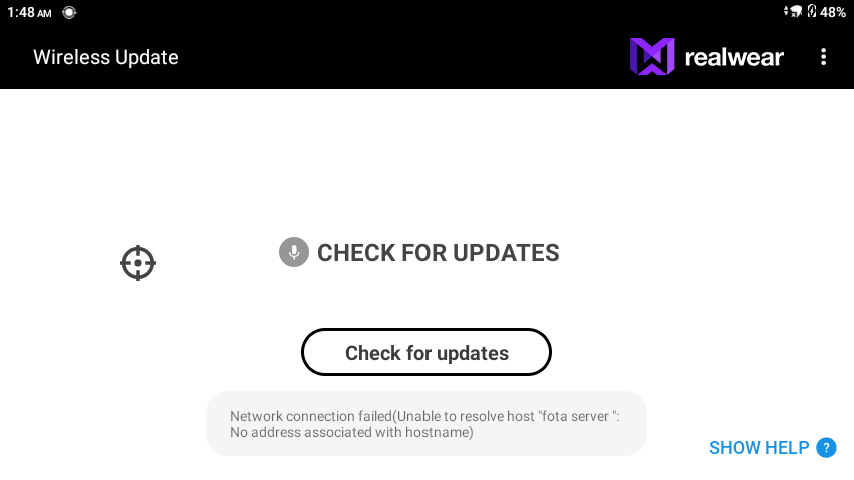 1:48 AM
48%
Wireless Update
realwear
CHECK FOR UPDATES
Check for updates
Network connection failed(Unable to resolve host "fota server ":
No address associated with hostname)
SHOW HELP ?